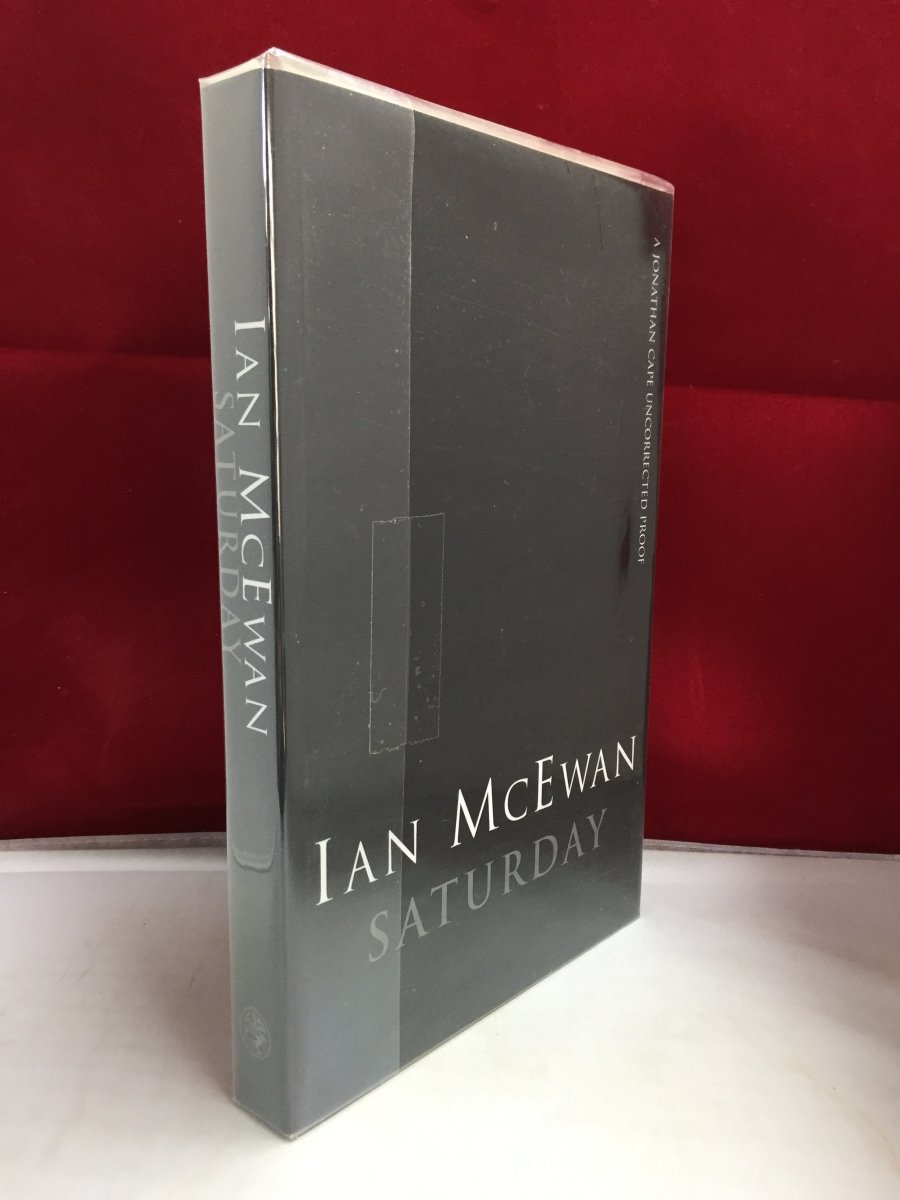 IAN MCEWAN
SATURDAY
A JONATHAN CAPE UNCORRECTED PROOF
IAN MCEWAN
SATURDAY